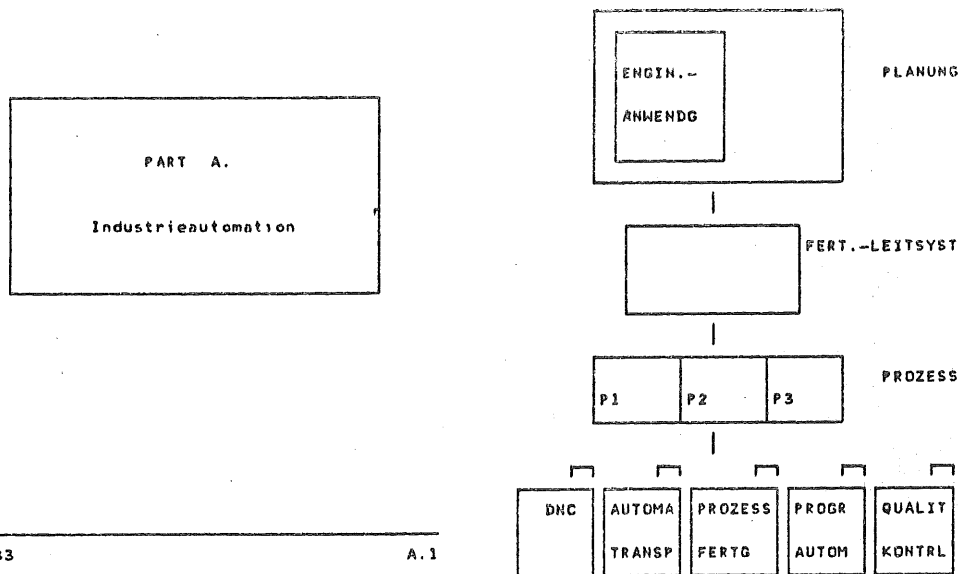 PART A.
Industrieautomation
33 A.1
ENGIN.-
ANWENDG
PLANUNG
FERT.-LEITSYST
PROZESS
P1 P2 P3
DNC AUTOMA PROZESS PROGR QUALIT
TRANSP FERTG AUTOM KONTRL